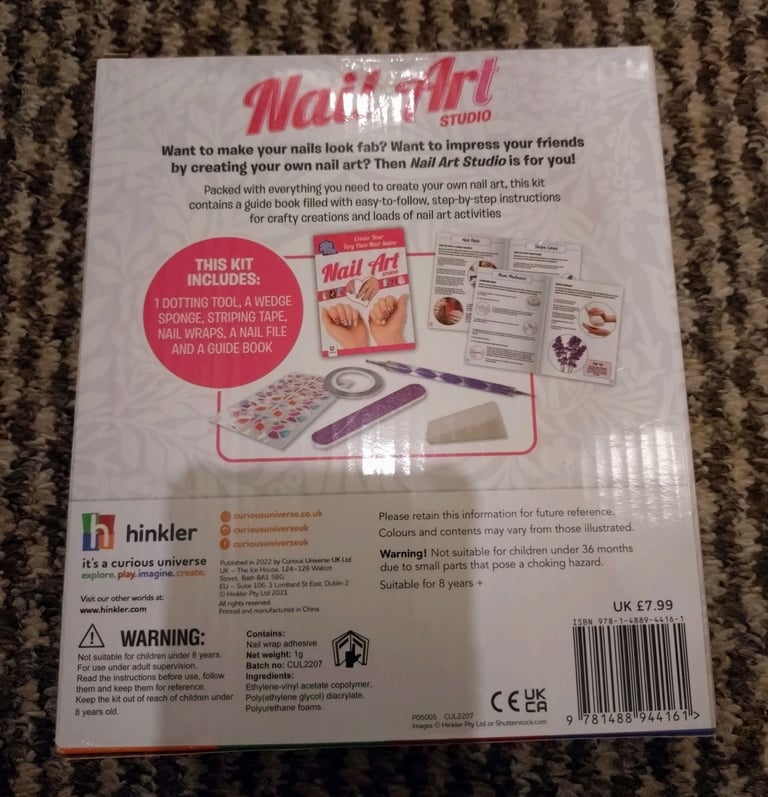 Nail Art
STUDIO
Want to make your nails look fab? Want to impress your friends
by creating your own nail art? Then Nail Art Studio is for you!
Packed with everything you need to create your own nail art, this kit
contains a guide book filled with easy-to-follow, step-by-step instructions
for crafty creations and loads of nail art activities
THIS KIT
INCLUDES:
1 DOTTING TOOL, A WEDGE
SPONGE, STRIPING TAPE,
NAIL WRAPS, A NAIL FILE
AND A GUIDE BOOK
Create Your
Very Own Nail Salon
Nail Art
STUDIO
h hinkler
it's a curious universe
explore. play. imagine. create.
Visit our other worlds at:
www.hinkler.com
curiousuniverse.co.uk
curiousuniverseuk
curiousuniverseuk
Published in 2022 by Curious Universe UK Ltd
UK – The Ice House, 124–126 Walcot
Street, Bath BA1 5BG
EU – Suite 106, 3 Lombard St East, Dublin 2
© Hinkler Pty Ltd 2021
All rights reserved
Printed and manufactured in China
Please retain this information for future reference.
Colours and contents may vary from those illustrated.
Warning! Not suitable for children under 36 months
due to small parts that pose a choking hazard.
Suitable for 8 years +
WARNING:
Not suitable for children under 8 years.
For use under adult supervision.
Read the instructions before use, follow
them and keep them for reference.
Keep the kit out of reach of children under
8 years old.
Contains:
Nail wrap adhesive
Net weight: 1g
Batch no: CUL2207
Ingredients:
Ethylene-vinyl acetate copolymer,
Poly(ethylene glycol) diacrylate,
Polyurethane foams.
UK £7.99
ISBN 978-1-4889-4416-1
9 781488 944161 >
CE UK
CA
P05005 CUL2207
Images © Hinkler Pty Ltd or Shutterstock.com